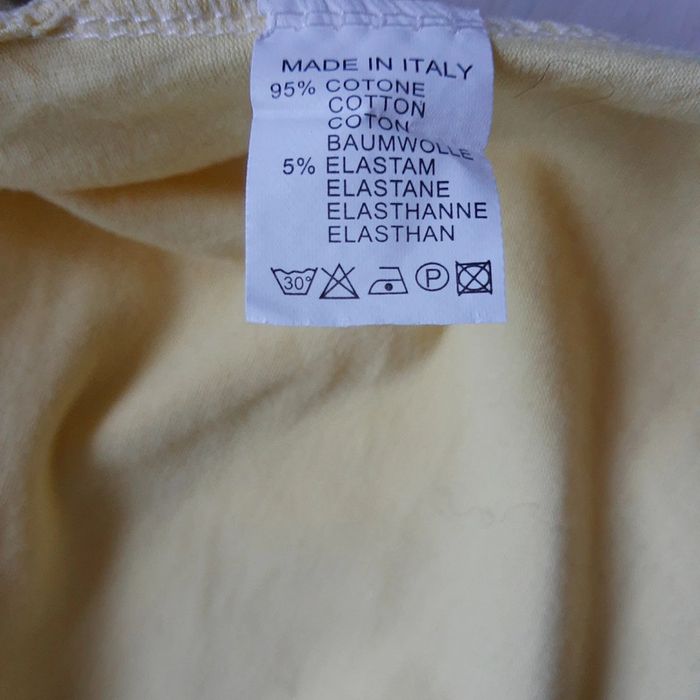 MADE IN ITALY
95% COTONE
COTTON
COTON
BAUMWOLLE
5% ELASTAM
ELASTANE
ELASTHANNE
ELASTHAN
30° P